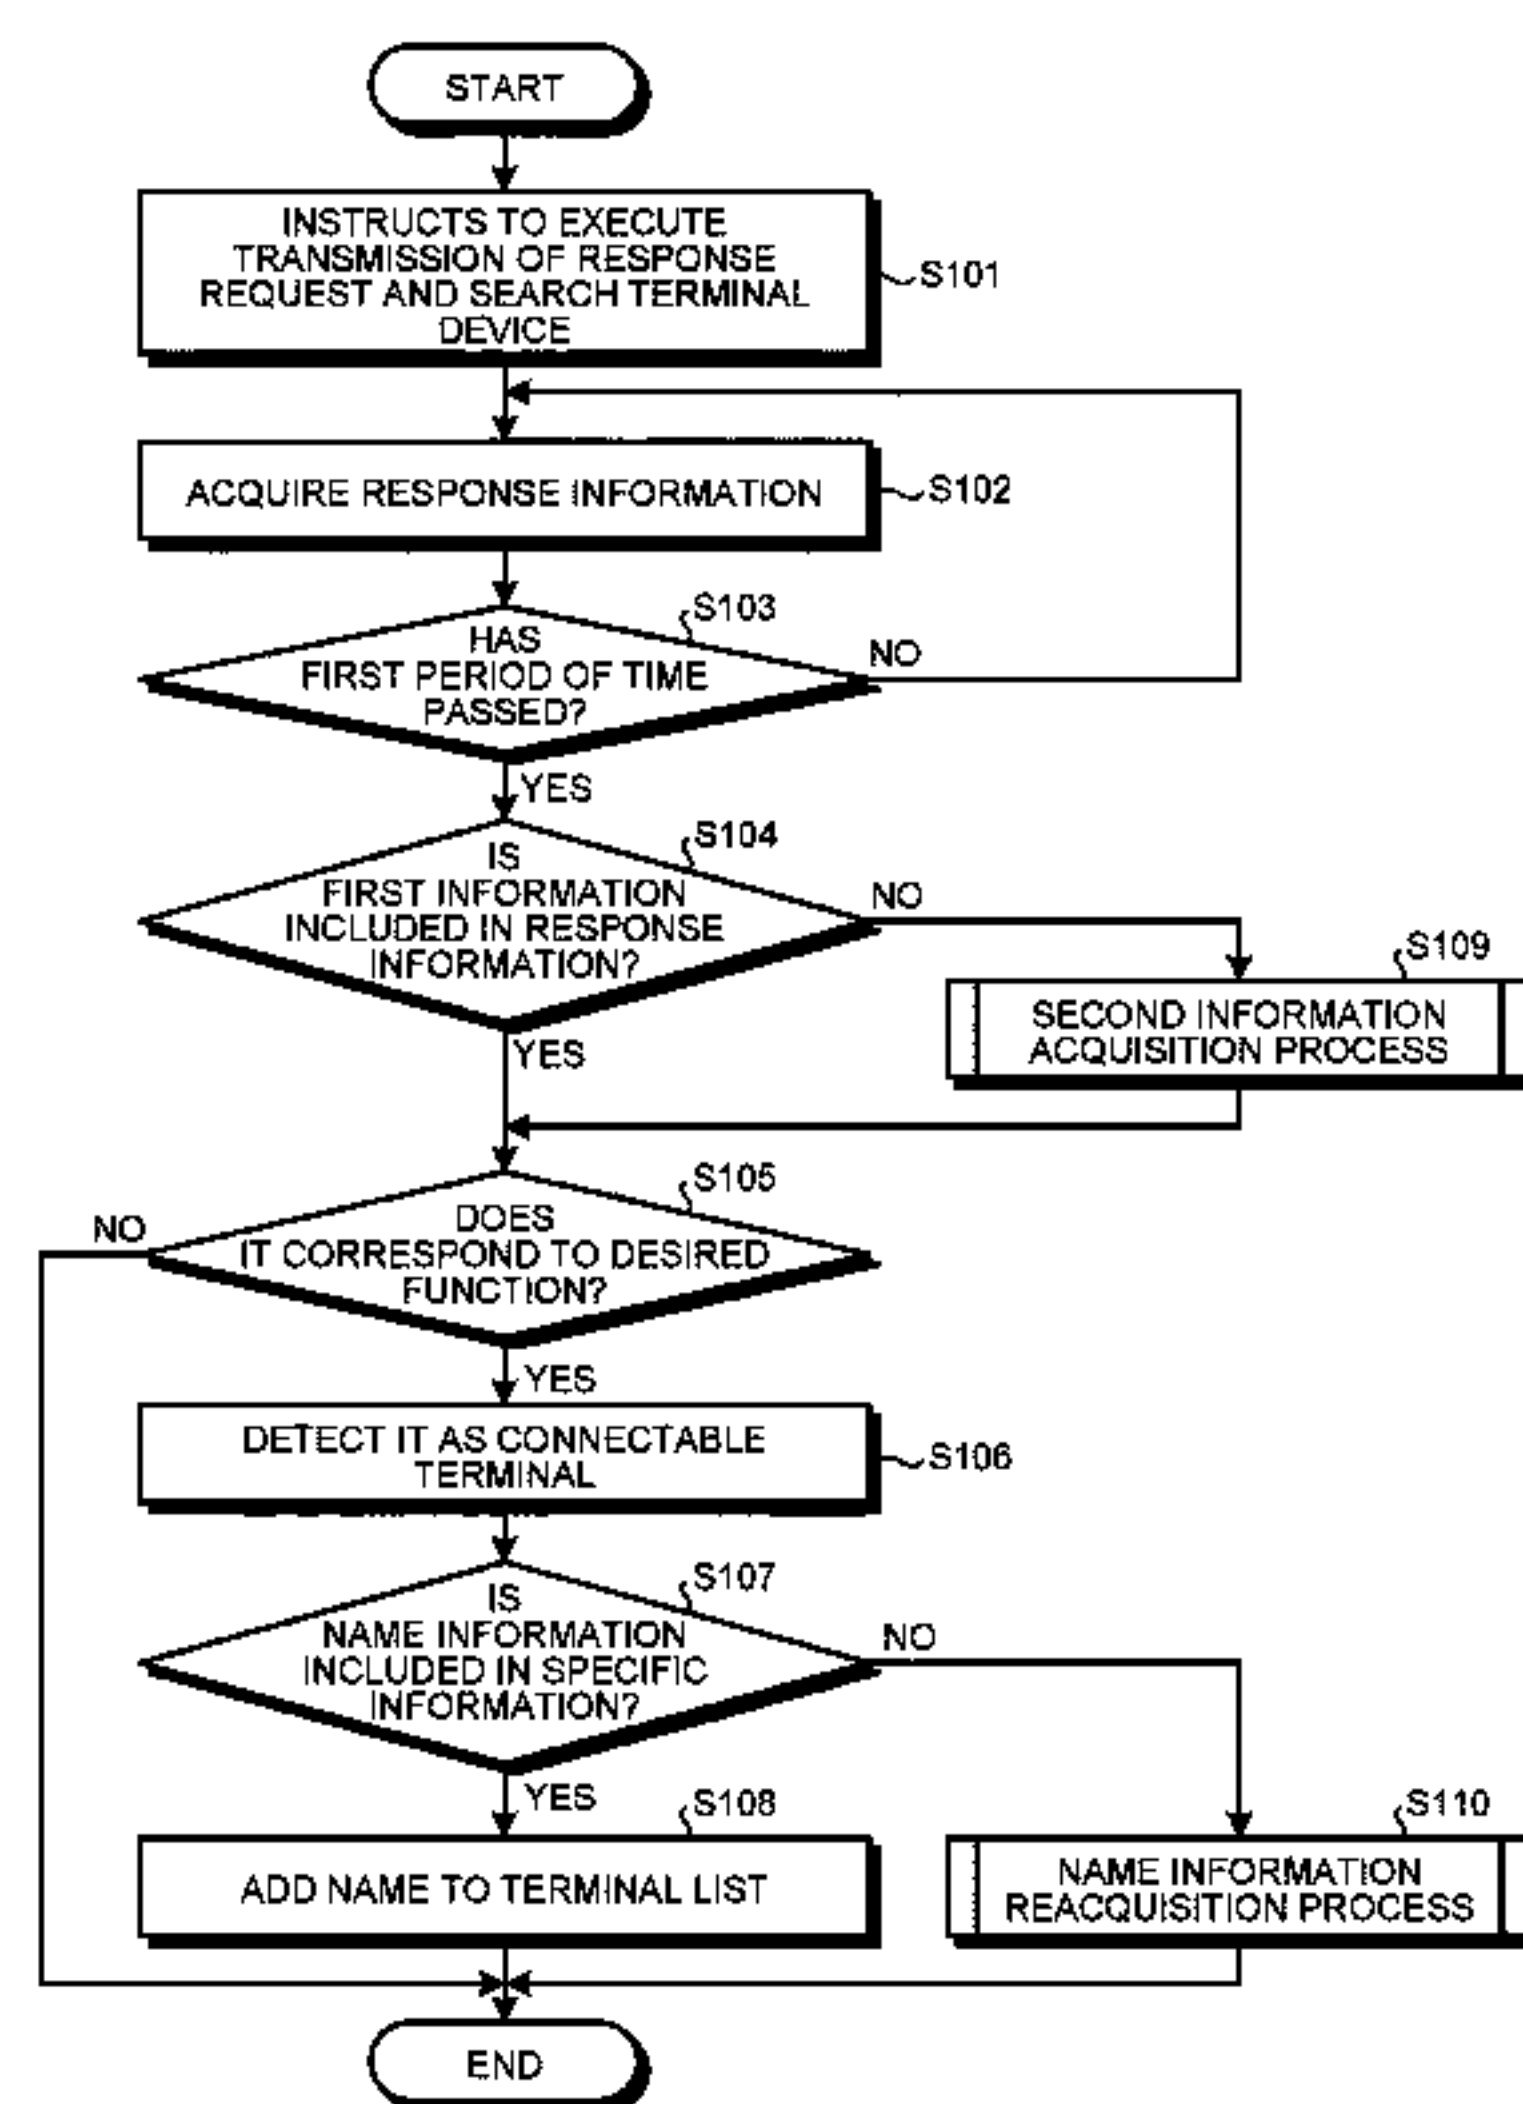 START
INSTRUCTS TO EXECUTE
TRANSMISSION OF RESPONSE
REQUEST AND SEARCH TERMINAL
DEVICE
S101
ACQUIRE RESPONSE INFORMATION
S102
S103
HAS
FIRST PERIOD OF TIME
PASSED?
NO
YES
S104
IS
FIRST INFORMATION
INCLUDED IN RESPONSE
INFORMATION?
NO
YES
S109
SECOND INFORMATION
ACQUISITION PROCESS
S105
DOES
IT CORRESPOND TO DESIRED
FUNCTION?
NO
YES
DETECT IT AS CONNECTABLE
TERMINAL
S106
S107
IS
NAME INFORMATION
INCLUDED IN SPECIFIC
INFORMATION?
NO
YES
S108
ADD NAME TO TERMINAL LIST
S110
NAME INFORMATION
REACQUISITION PROCESS
END